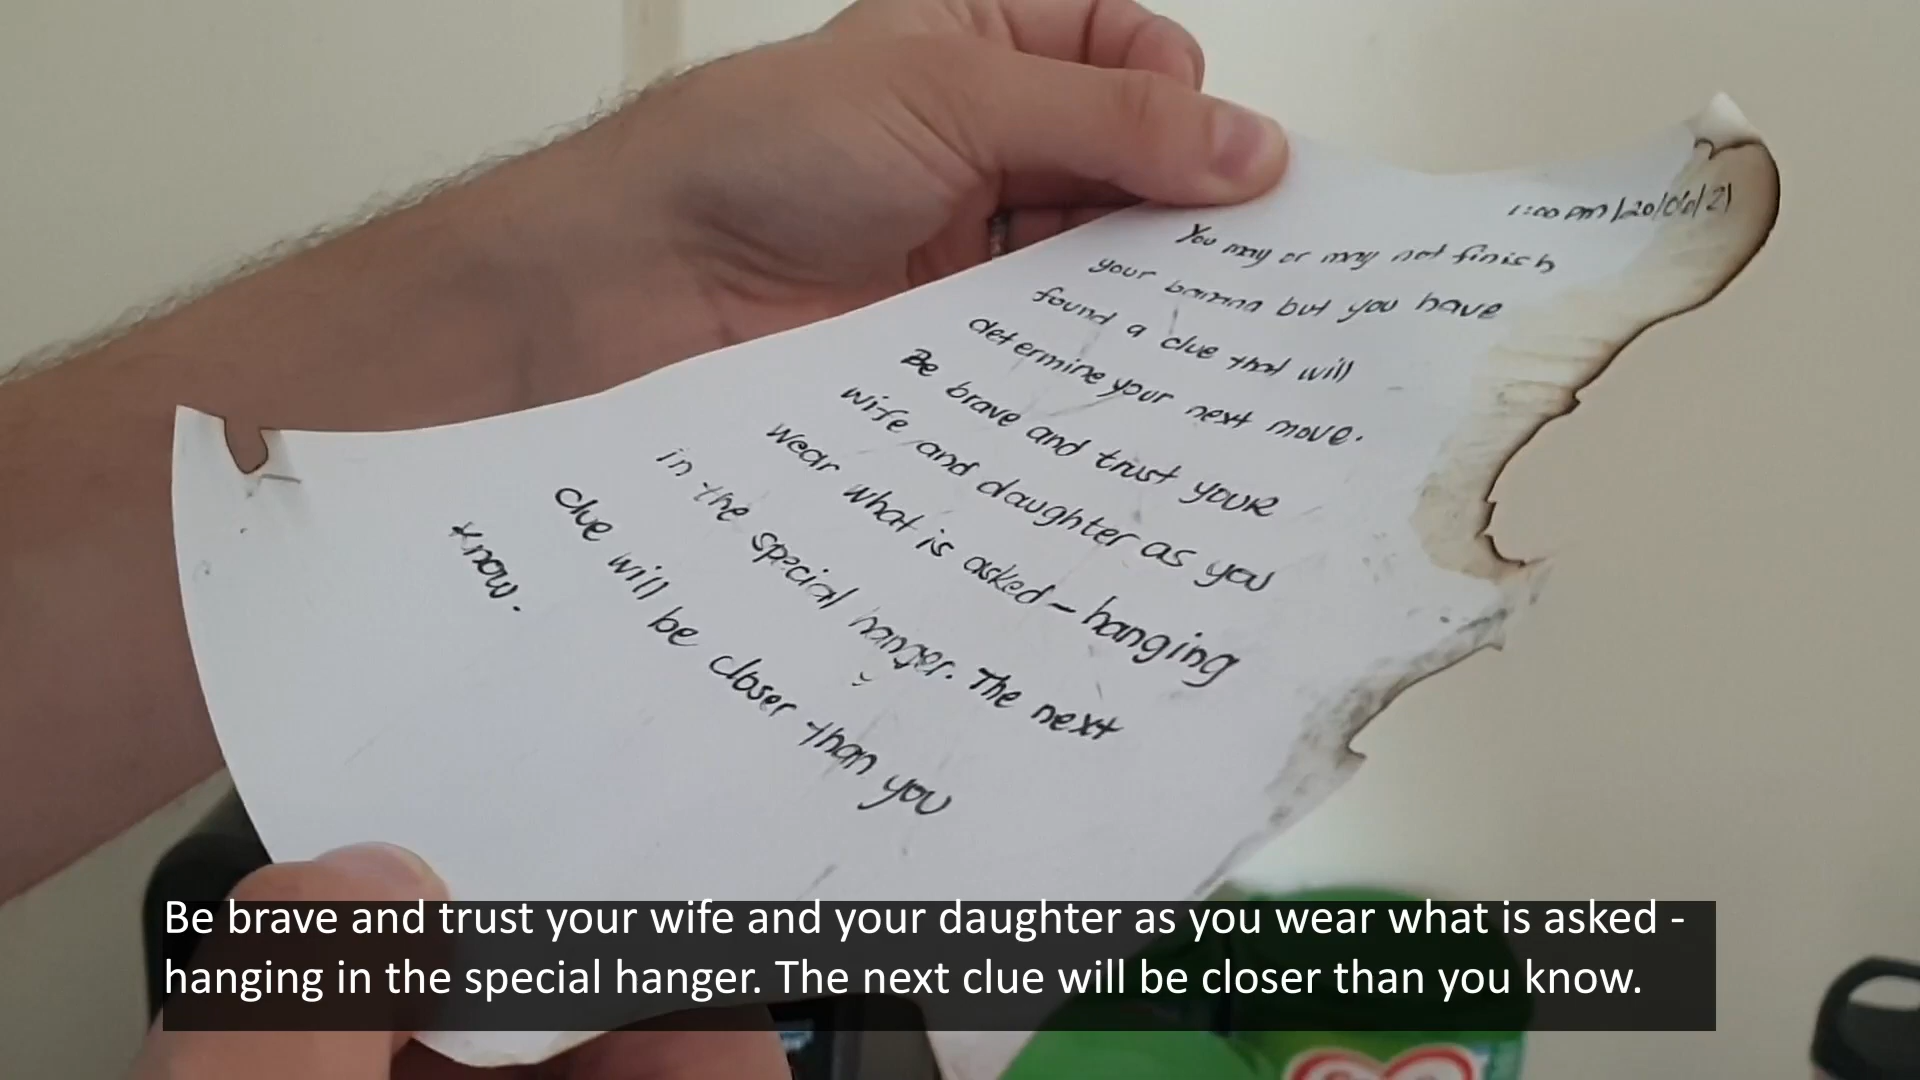 1:00 PM/20/06/21
You may or may not finish
your banana but you have
found a clue that will
determine your next move.
Be brave and trust YOUR
wife and daughter as you
wear what is asked - hanging
in the special hanger. The next
clue will be closer than you
know.
Be brave and trust your wife and your daughter as you wear what is asked -
hanging in the special hanger. The next clue will be closer than you know.